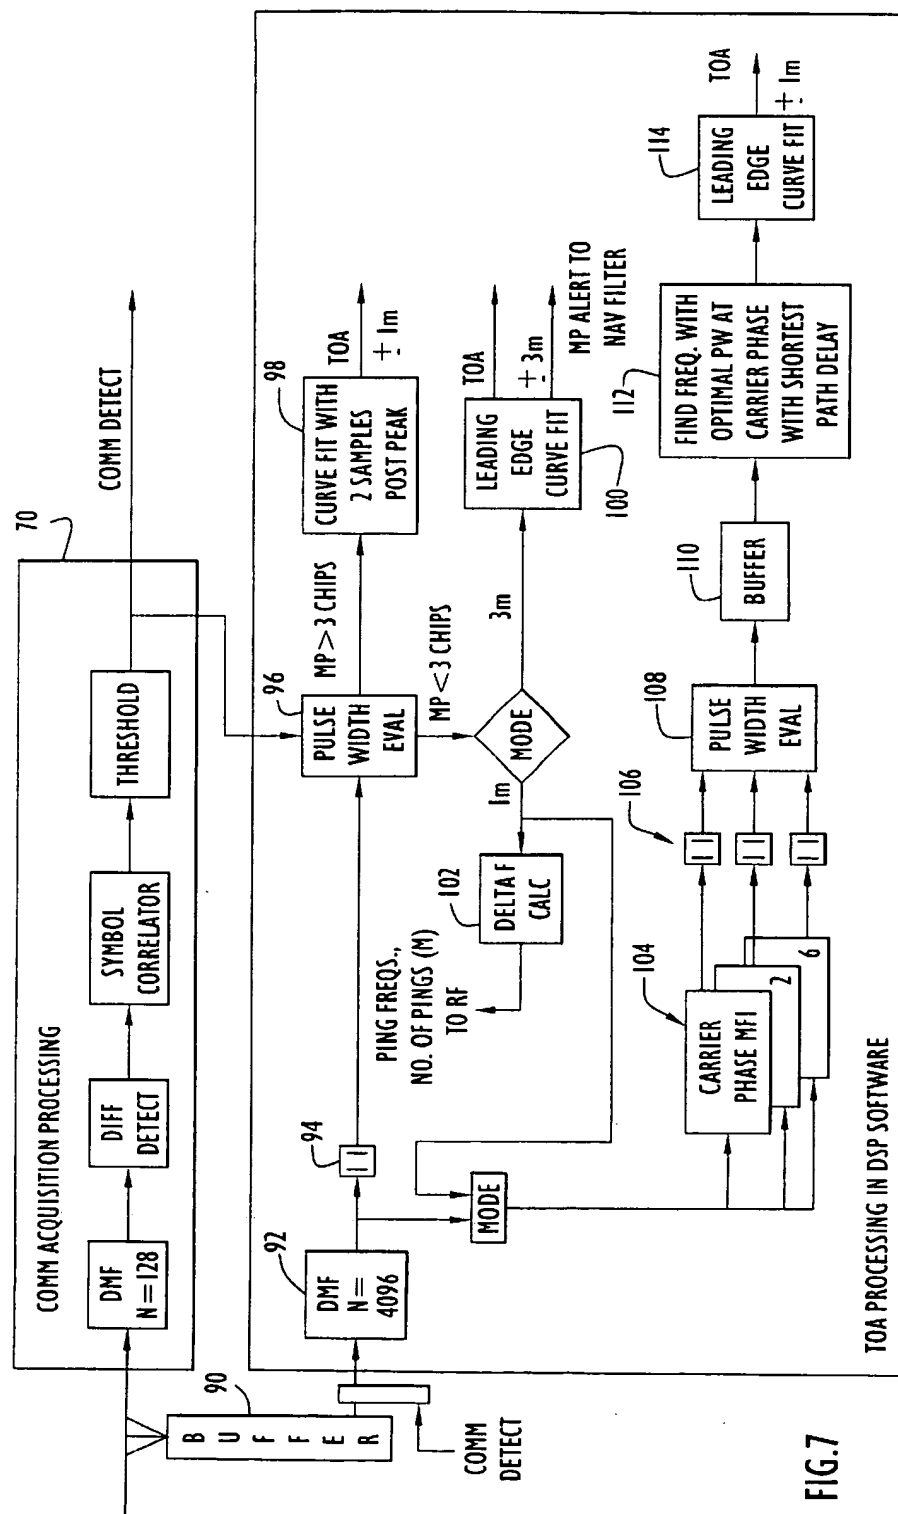 COMM ACQUISITION PROCESSING
70
DMF
N=128
DIFF
DETECT
SYMBOL
CORRELATOR
THRESHOLD
COMM DETECT
90
BUFFER
COMM
DETECT
92
DMF
N=
4096
94
| |
96
PULSE
WIDTH
EVAL
MP>3 CHIPS
98
CURVE FIT WITH
2 SAMPLES
POST PEAK
TOA
± 1m
MP<3 CHIPS
MODE
3m
1m
LEADING
EDGE
CURVE FIT
100
TOA
± 3m
MP ALERT TO
NAV FILTER
102
DELTA F
CALC
PING FREQS.,
NO. OF PINGS (M)
TO RF
MODE
104
CARRIER
PHASE MFI
2
6
106
| |
| |
| |
108
PULSE
WIDTH
EVAL
110
BUFFER
112
FIND FREQ. WITH
OPTIMAL PW AT
CARRIER PHASE
WITH SHORTEST
PATH DELAY
114
LEADING
EDGE
CURVE FIT
TOA
± 1m
TOA PROCESSING IN DSP SOFTWARE
FIG.7